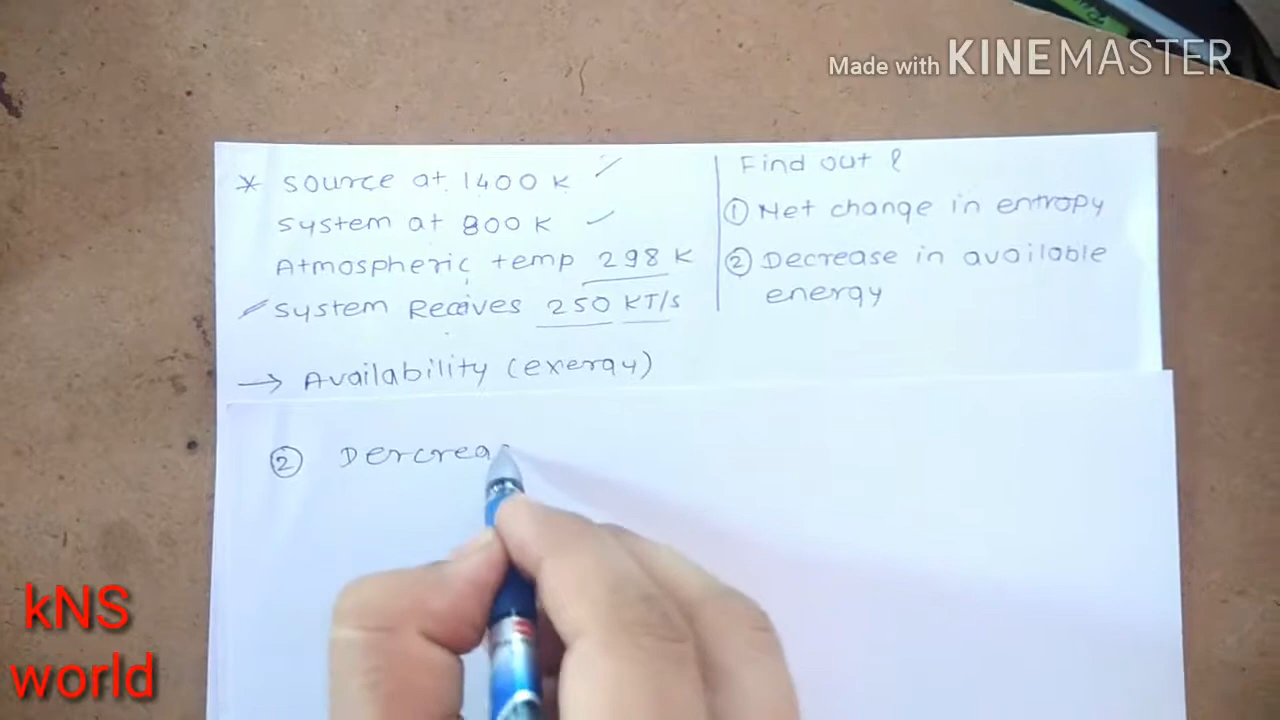 Made with KINEMASTER
* Source at 1400 K
System at 800 K
Atmospheric temp 298 K
System Receives 250 KJ/s
→ Availability (exergy)
Find out ?
① Net change in entropy
② Decrease in available
energy
② Dercrea
kNS
world